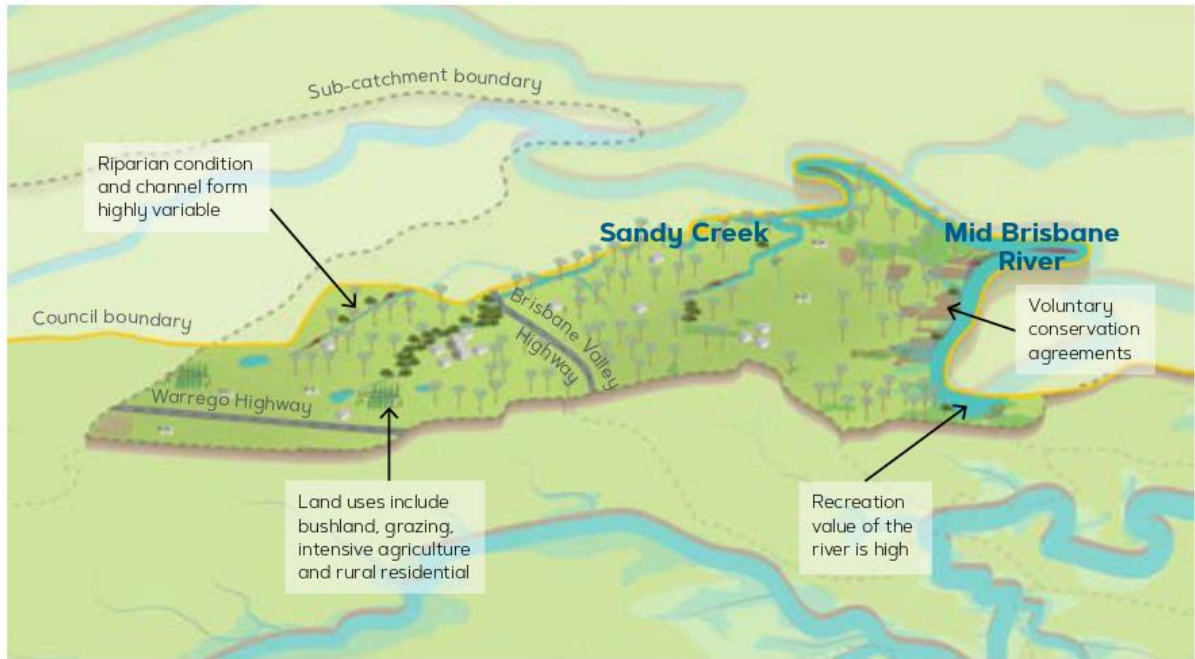 Sub-catchment boundary
Riparian condition
and channel form
highly variable
Sandy Creek
Mid Brisbane
River
Council boundary
Brisbane Valley
Highway
Voluntary
conservation
agreements
Warrego Highway
Land uses include
bushland, grazing,
intensive agriculture
and rural residential
Recreation
value of the
river is high